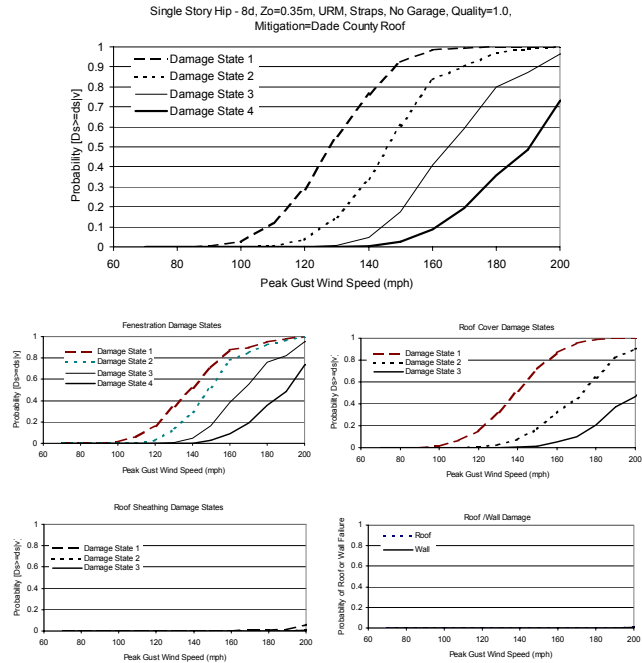 Single Story Hip - 8d, Zo=0.35m, URM, Straps, No Garage, Quality=1.0,
Mitigation=Dade County Roof
Probability [Ds>=ds|v]
1
0.9
0.8
0.7
0.6
0.5
0.4
0.3
0.2
0.1
0
Damage State 1
Damage State 2
Damage State 3
Damage State 4
60 80 100 120 140 160 180 200
Peak Gust Wind Speed (mph)
Fenestration Damage States
Probability [Ds>=ds|v]
1
0.8
0.6
0.4
0.2
0
Damage State 1
Damage State 2
Damage State 3
Damage State 4
60 80 100 120 140 160 180 200
Peak Gust Wind Speed (mph)
Roof Cover Damage States
Probability Ds>=ds|v]
1
0.8
0.6
0.4
0.2
0
Damage State 1
Damage State 2
Damage State 3
60 80 100 120 140 160 180 200
Peak Gust Wind Speed (mph)
Roof Sheathing Damage States
Probability [Ds>=ds|v]
1
0.8
0.6
0.4
0.2
0
Damage State 1
Damage State 2
Damage State 3
60 80 100 120 140 160 180 200
Peak Gust Wind Speed (mph)
Roof /Wall Damage
Probability of Roof or Wall Failure
1
0.8
0.6
0.4
0.2
0
Roof
Wall
60 80 100 120 140 160 180 200
Peak Gust Wind Speed (mph)